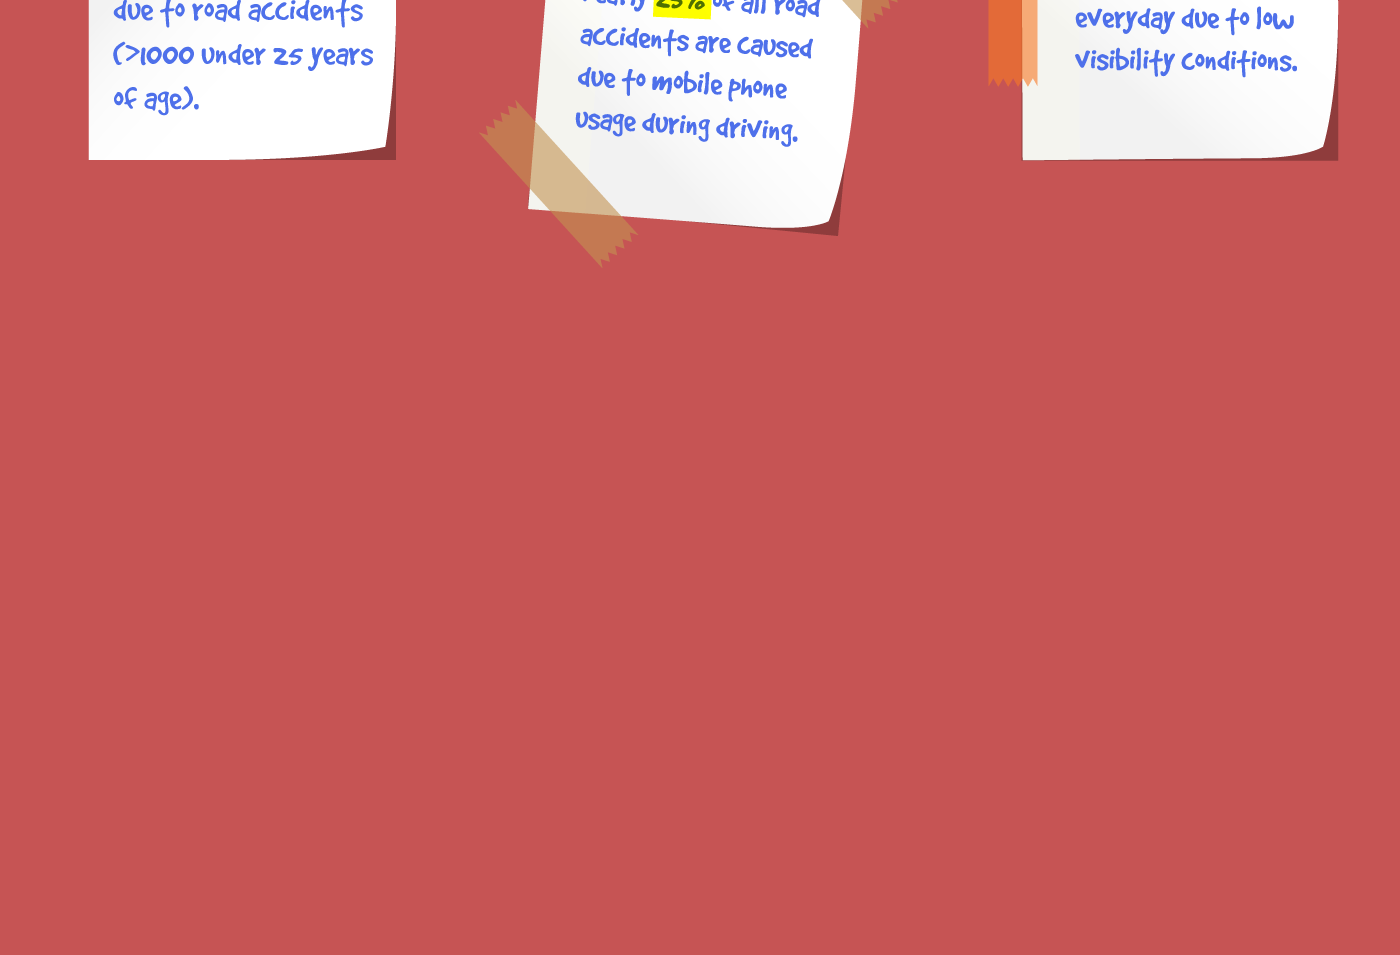 due to road accidents
(>1000 under 25 years
of age).
25% of all road
accidents are caused
due to mobile phone
usage during driving.
everyday due to low
visibility conditions.